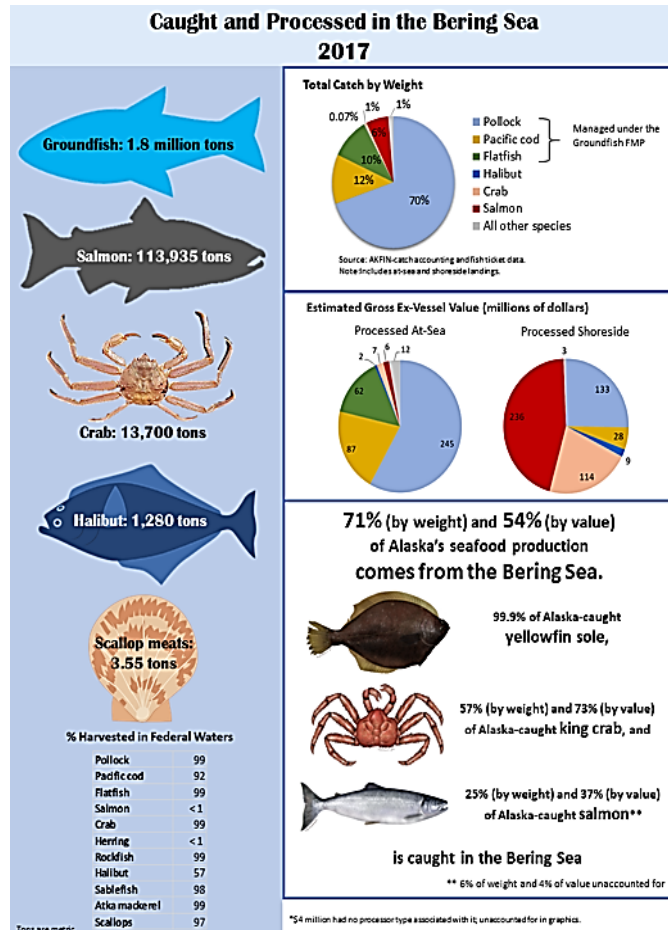 Caught and Processed in the Bering Sea
2017
Groundfish: 1.8 million tons
Salmon: 113,935 tons
Crab: 13,700 tons
Halibut: 1,280 tons
Scallop meats:
3.55 tons
% Harvested in Federal Waters
Pollock 99
Pacific cod 92
Flatfish 99
Salmon <1
Crab 99
Herring <1
Rockfish 99
Halibut 57
Sablefish 98
Atka mackerel 99
Scallops 97
Tons are metric
Total Catch by Weight
0.07%
1%
1%
6%
10%
12%
70%
Pollock
Pacific cod
Flatfish
Halibut
Crab
Salmon
All other species
Managed under the
Groundfish FMP
Source: AKFIN-catch accounting and fish ticket data.
Note: Includes at-sea and shoreside landings.
Estimated Gross Ex-Vessel Value (millions of dollars)
Processed At-Sea
2
7
6
12
62
87
245
Processed Shoreside
3
236
133
28
9
114
71% (by weight) and 54% (by value)
of Alaska's seafood production
comes from the Bering Sea.
99.9% of Alaska-caught
yellowfin sole,
57% (by weight) and 73% (by value)
of Alaska-caught king crab, and
25% (by weight) and 37% (by value)
of Alaska-caught salmon**
is caught in the Bering Sea
** 6% of weight and 4% of value unaccounted for
*$4 million had no processor type associated with it; unaccounted for in graphics.